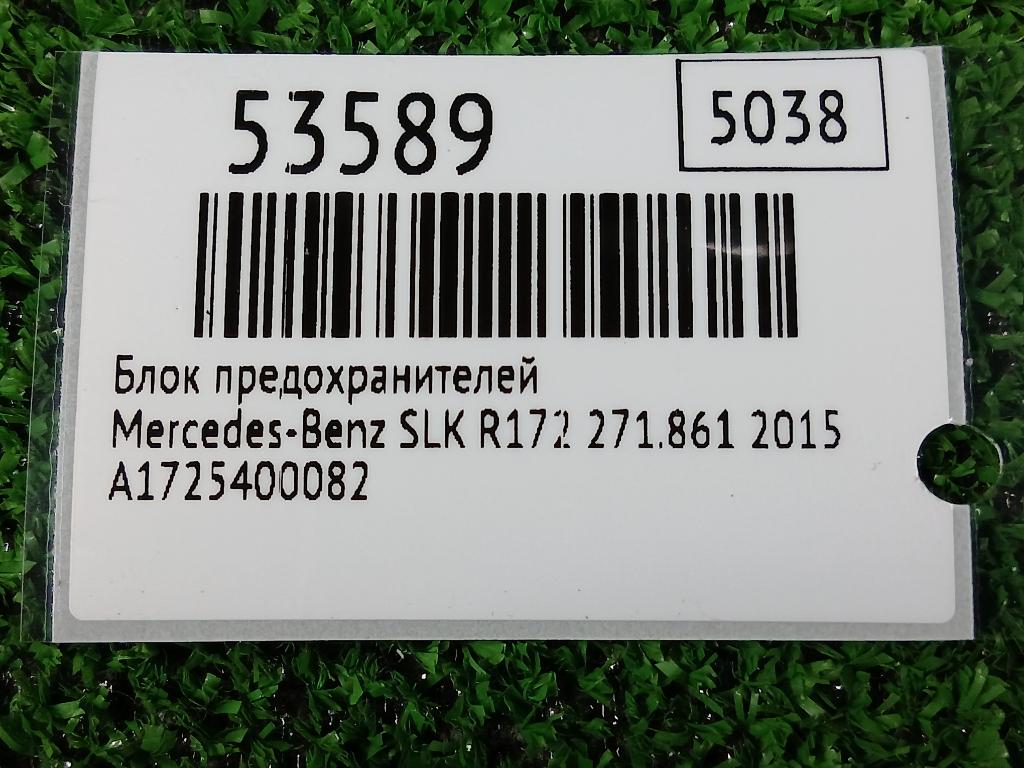 53589
5038
Блок предохранителей
Mercedes-Benz SLK R172 271.861 2015
A1725400082